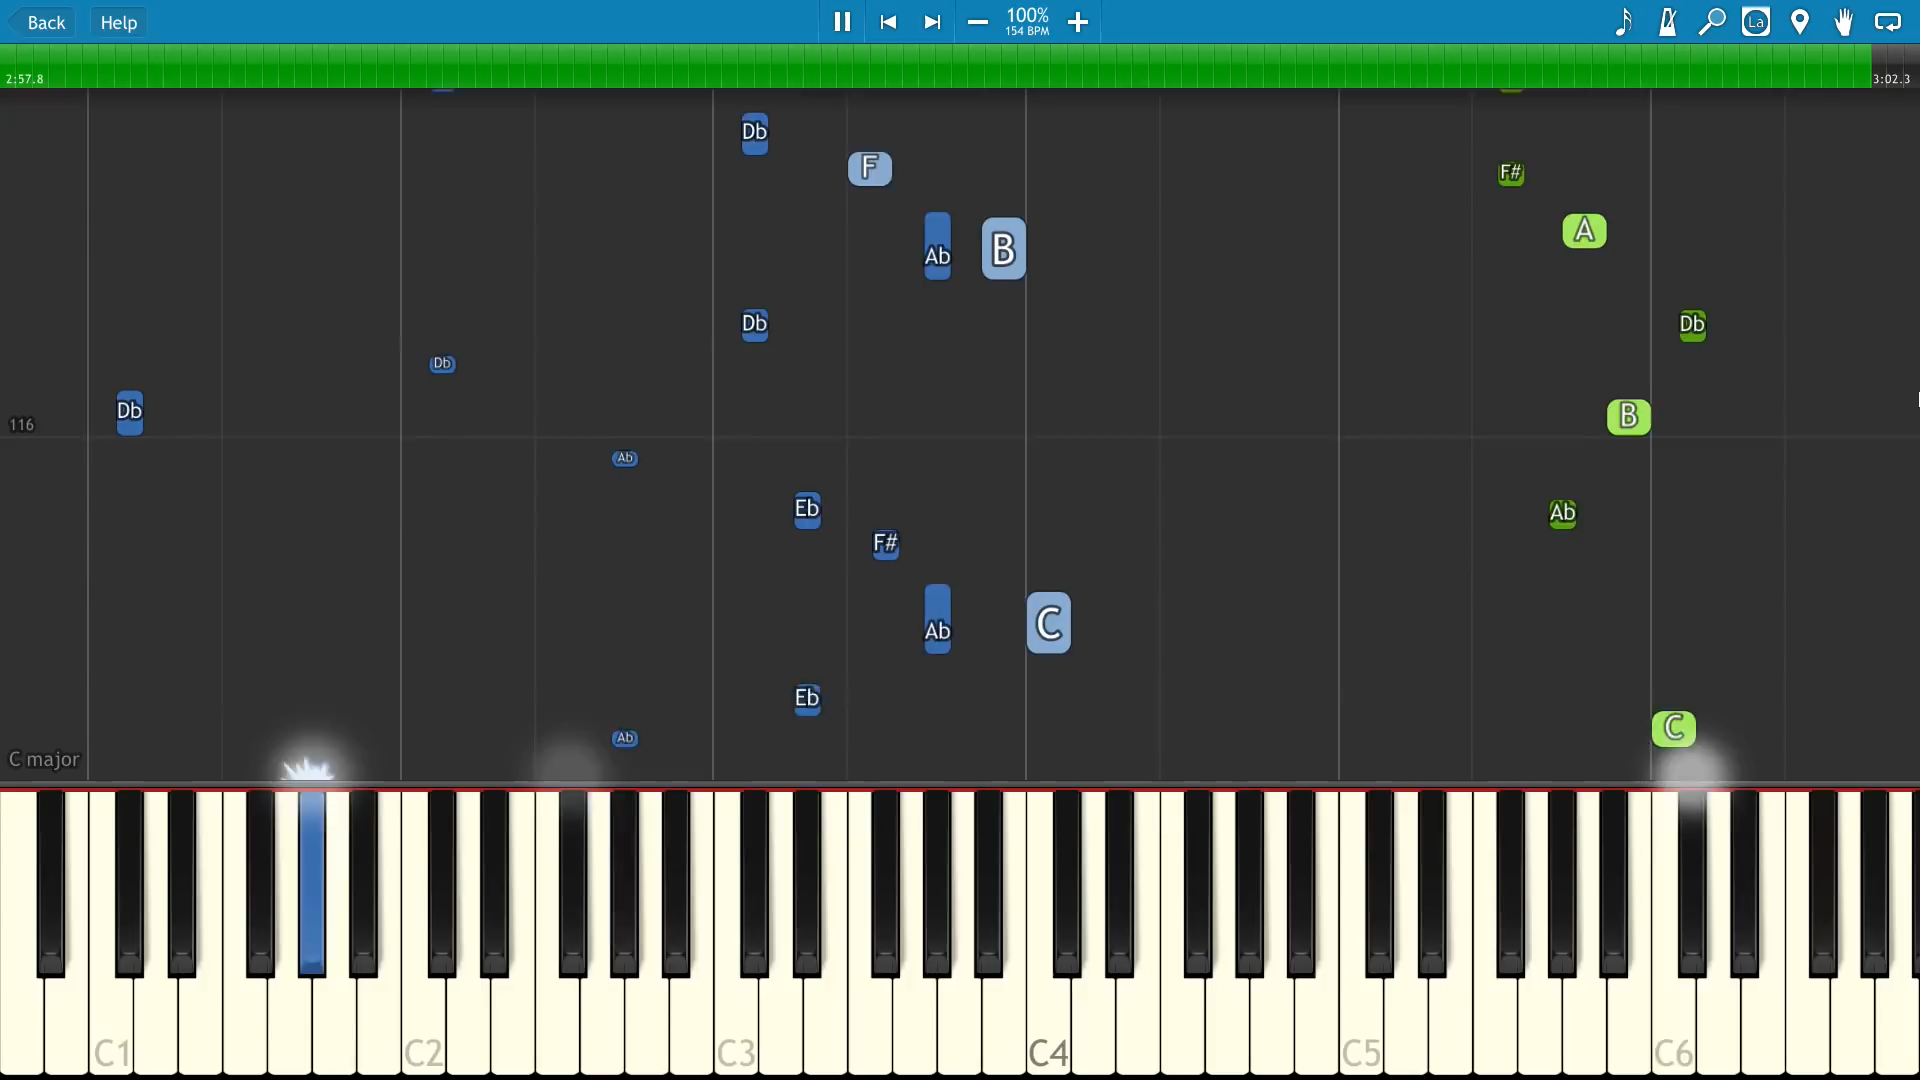 Back
Help
100%
154 BPM
La
2:57.8
3:02.3
Db
F
F#
A
Ab
B
Db
Db
Db
Db
B
116
Ab
Eb
Ab
F#
Ab
C
Eb
C
Ab
C major
C1
C2
C3
C4
C5
C6